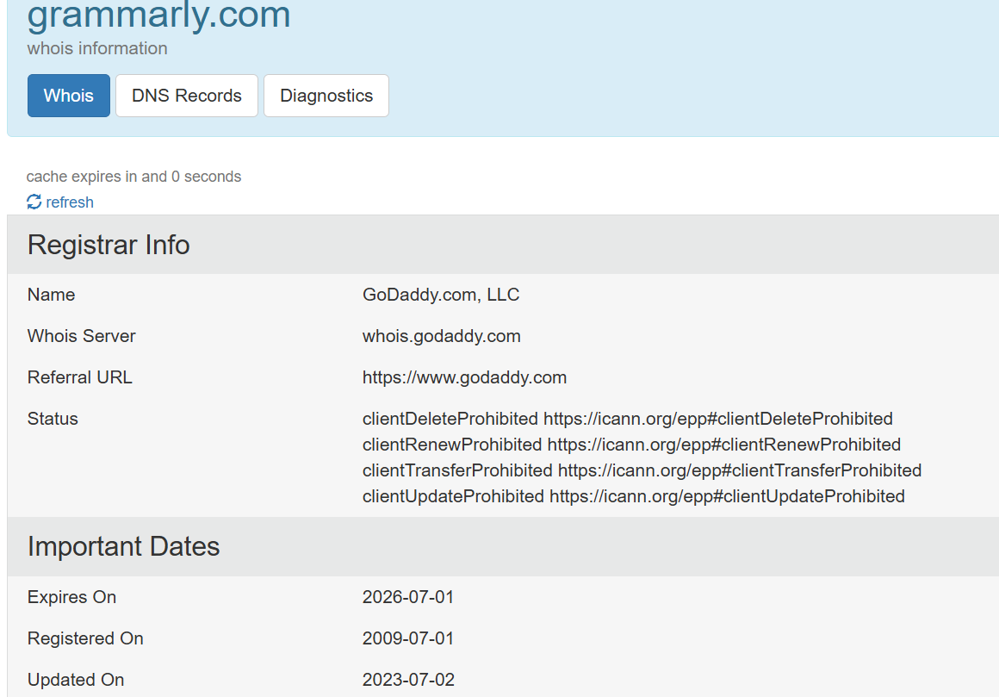 grammarly.com
whois information
Whois DNS Records Diagnostics
cache expires in and 0 seconds
refresh
Registrar Info
Name GoDaddy.com, LLC
Whois Server whois.godaddy.com
Referral URL https://www.godaddy.com
Status clientDeleteProhibited https://icann.org/epp#clientDeleteProhibited
clientRenewProhibited https://icann.org/epp#clientRenewProhibited
clientTransferProhibited https://icann.org/epp#clientTransferProhibited
clientUpdateProhibited https://icann.org/epp#clientUpdateProhibited
Important Dates
Expires On 2026-07-01
Registered On 2009-07-01
Updated On 2023-07-02